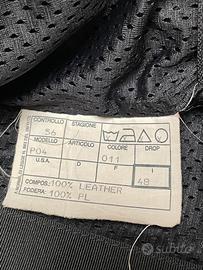 CONTROLLO STAGIONE
56
MODELLO ARTICOLO COLORE DROP
P04 011
U.S.A. D F I
48
COMPOS: 100% LEATHER
FODERA: 100% PL
subito